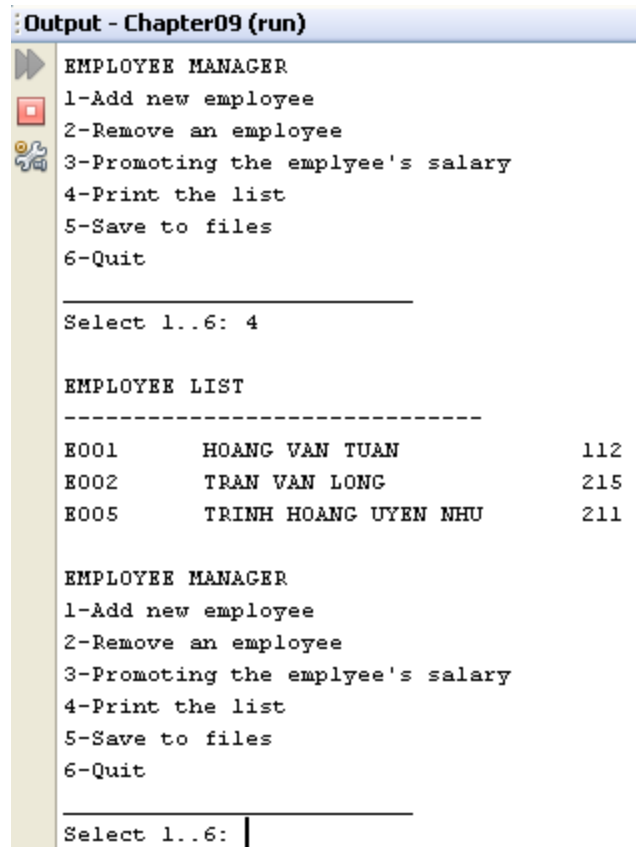 Output - Chapter09 (run)
EMPLOYEE MANAGER
1-Add new employee
2-Remove an employee
3-Promoting the emplyee's salary
4-Print the list
5-Save to files
6-Quit
_________________________
Select 1..6: 4
EMPLOYEE LIST
------------------------------
E001 HOANG VAN TUAN 112
E002 TRAN VAN LONG 215
E005 TRINH HOANG UYEN NHU 211
EMPLOYEE MANAGER
1-Add new employee
2-Remove an employee
3-Promoting the emplyee's salary
4-Print the list
5-Save to files
6-Quit
_________________________
Select 1..6: